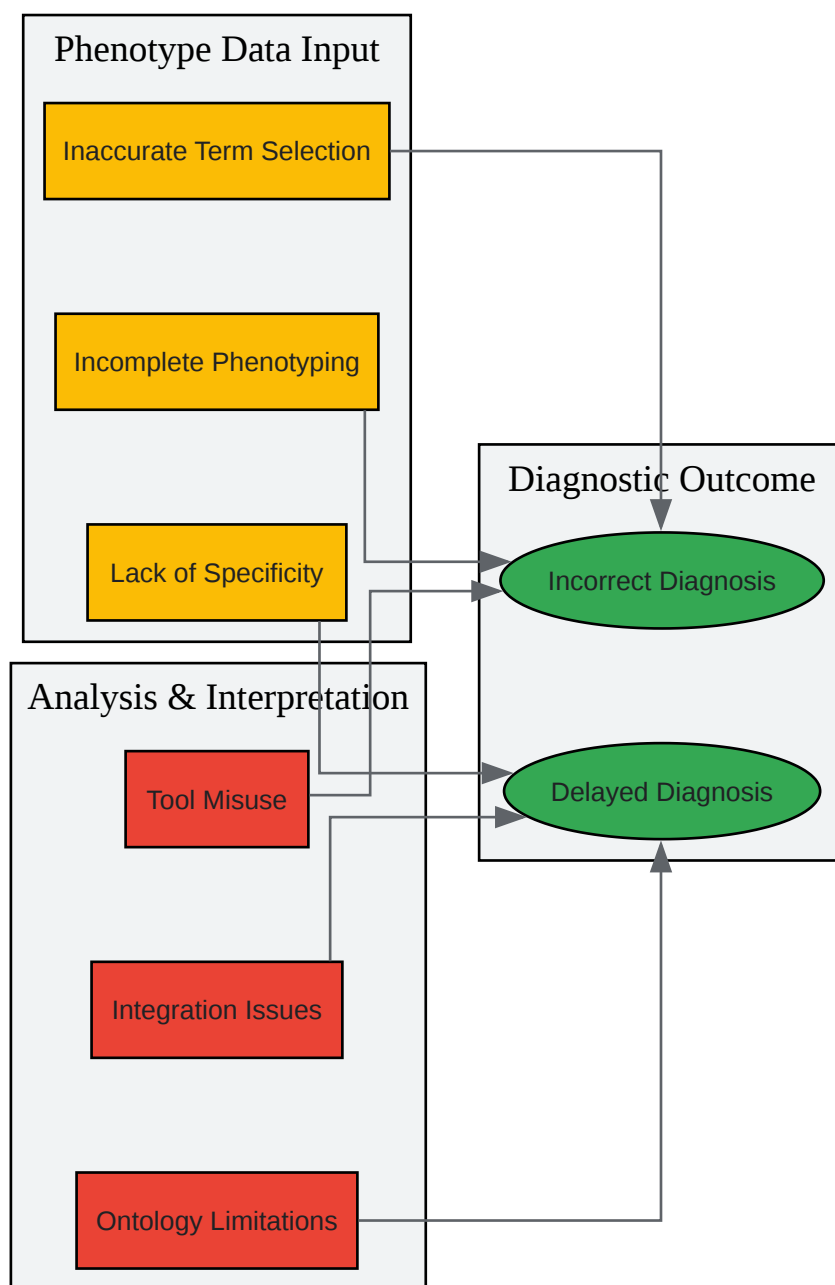 Phenotype Data Input
Inaccurate Term Selection
Incomplete Phenotyping
Lack of Specificity
Diagnostic Outcome
Incorrect Diagnosis
Delayed Diagnosis
Analysis & Interpretation
Tool Misuse
Integration Issues
Ontology Limitations